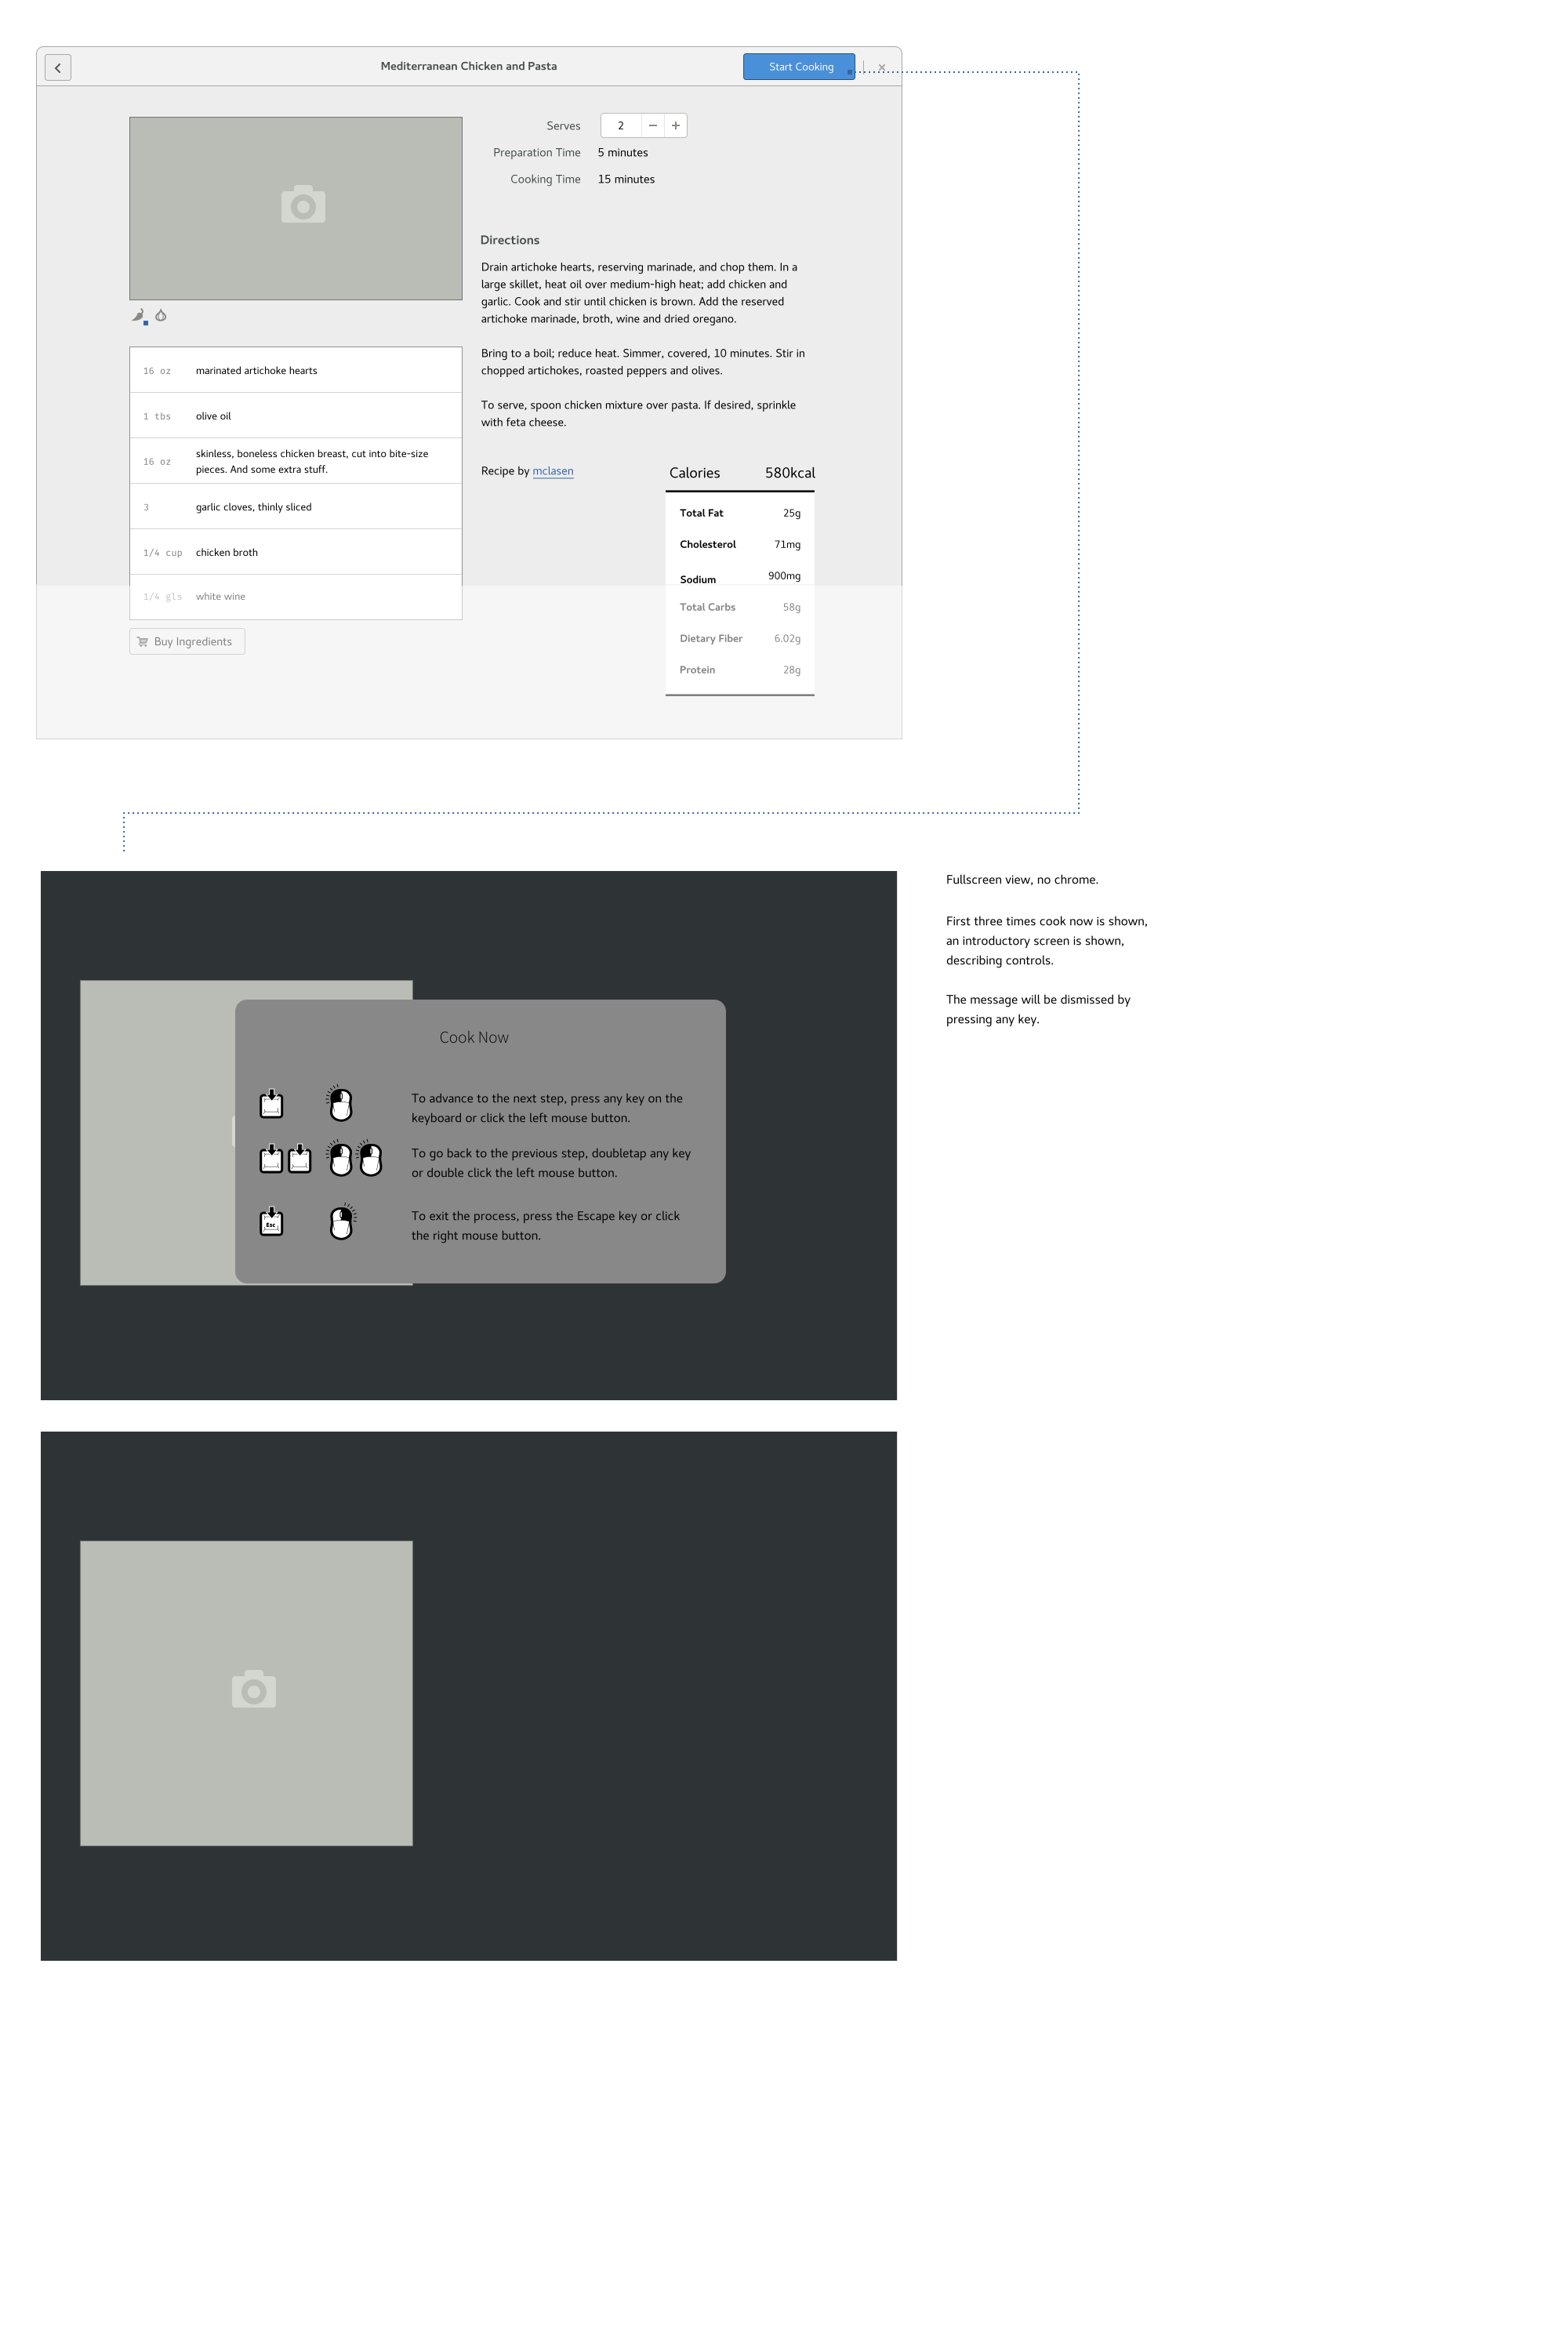 Mediterranean Chicken and Pasta
Start Cooking
Serves 2
Preparation Time 5 minutes
Cooking Time 15 minutes
Directions
Drain artichoke hearts, reserving marinade, and chop them. In a
large skillet, heat oil over medium-high heat; add chicken and
garlic. Cook and stir until chicken is brown. Add the reserved
artichoke marinade, broth, wine and dried oregano.
Bring to a boil; reduce heat. Simmer, covered, 10 minutes. Stir in
chopped artichokes, roasted peppers and olives.
To serve, spoon chicken mixture over pasta. If desired, sprinkle
with feta cheese.
Recipe by mclasen
16 oz marinated artichoke hearts
1 tbs olive oil
16 oz skinless, boneless chicken breast, cut into bite-size
pieces. And some extra stuff.
3 garlic cloves, thinly sliced
1/4 cup chicken broth
1/4 gls white wine
Buy Ingredients
Calories 580kcal
Total Fat 25g
Cholesterol 71mg
Sodium 900mg
Total Carbs 58g
Dietary Fiber 6.02g
Protein 28g
Fullscreen view, no chrome.
First three times cook now is shown,
an introductory screen is shown,
describing controls.
The message will be dismissed by
pressing any key.
Cook Now
To advance to the next step, press any key on the
keyboard or click the left mouse button.
To go back to the previous step, doubletap any key
or double click the left mouse button.
Esc
To exit the process, press the Escape key or click
the right mouse button.